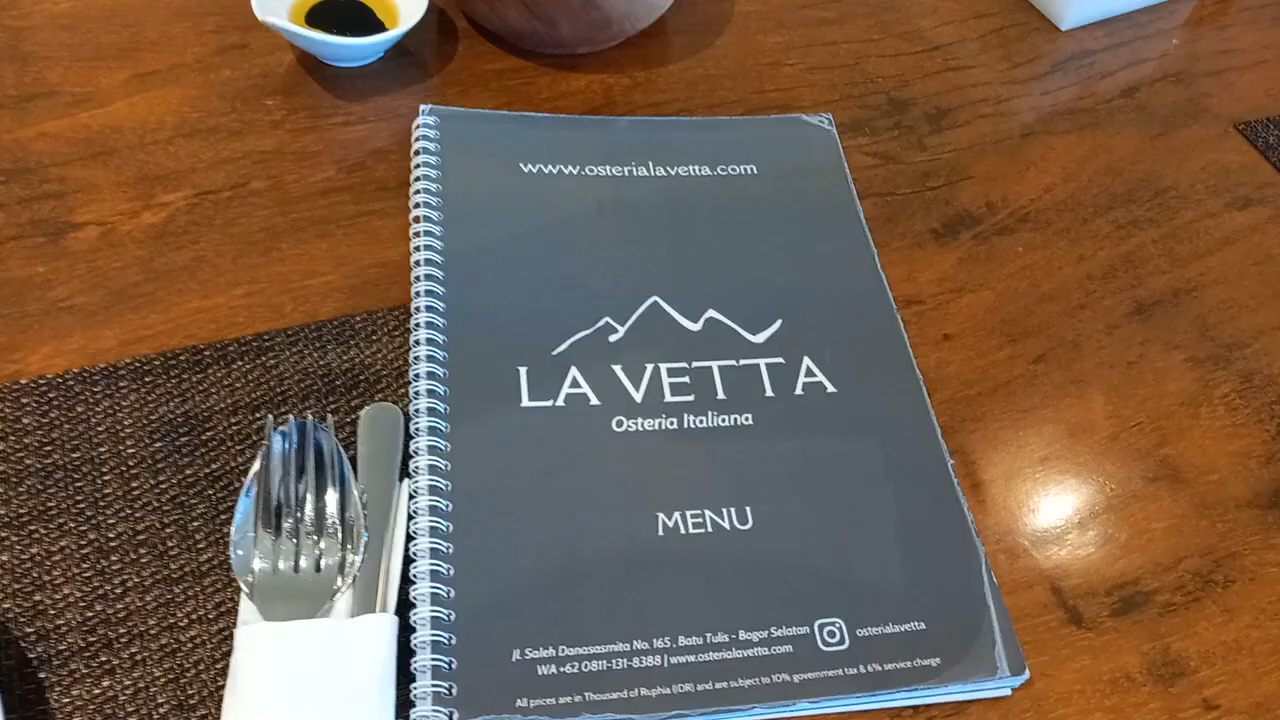 www.osterialavetta.com
LA VETTA
Osteria Italiana
MENU
Jl. Saleh Danasasmita No. 165 , Batu Tulis - Bogor Selatan
WA +62 0811-131-8388 | www.osterialavetta.com
osterialavetta
All prices are in Thousand of Ruphia (IDR) and are subject to 10% government tax & 6% service charge